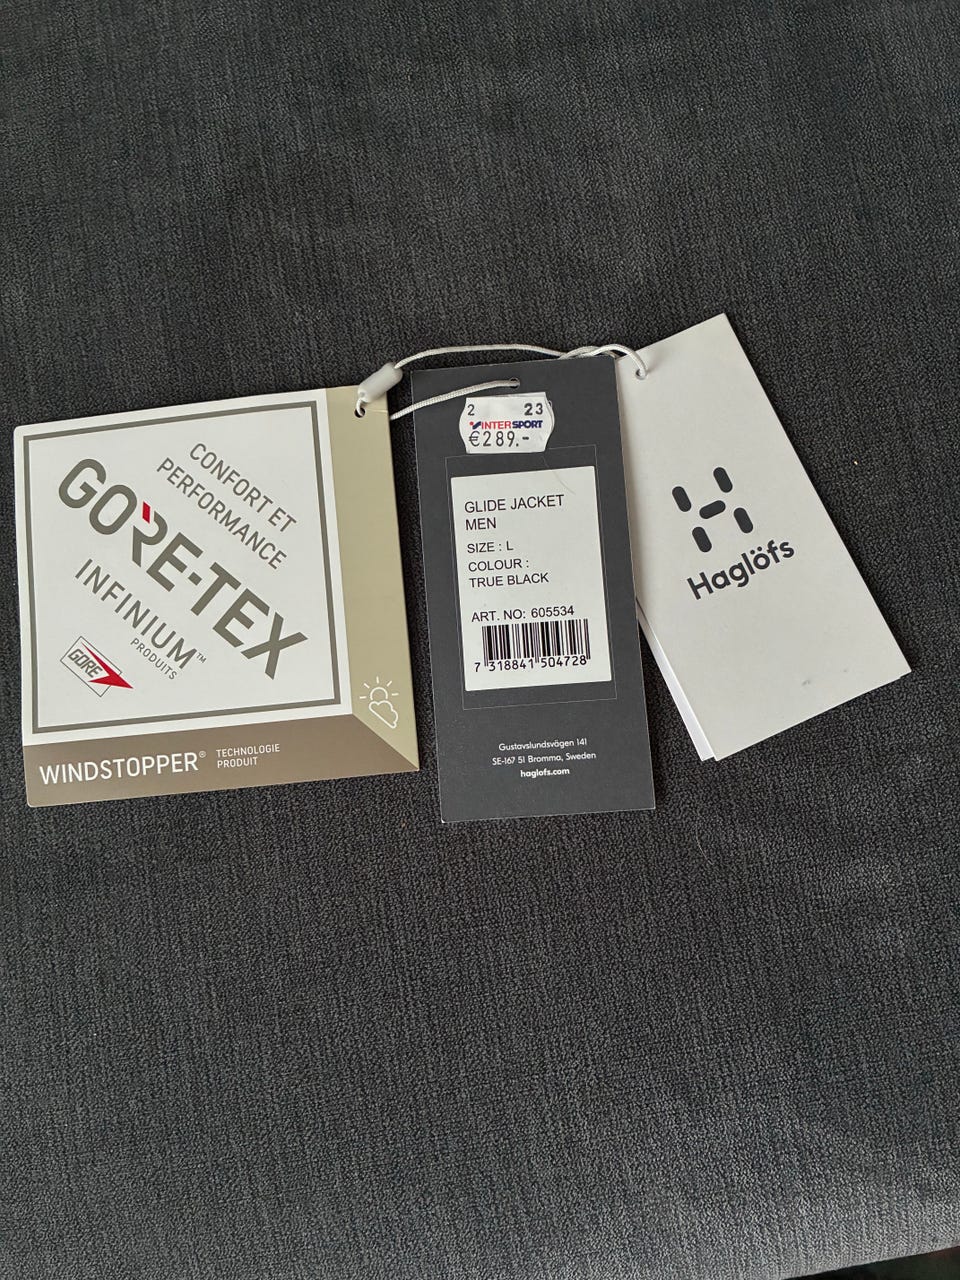 CONFORT ET
PERFORMANCE
GORE-TEX
INFINIUM™
PRODUITS
GORE
WINDSTOPPER® TECHNOLOGIE
PRODUIT
2 23
INTERSPORT
€289.-
GLIDE JACKET
MEN
SIZE : L
COLOUR :
TRUE BLACK
ART. NO: 605534
7 318841 504728
Gustavslundsvägen 141
SE-167 51 Bromma, Sweden
haglofs.com
Haglöfs